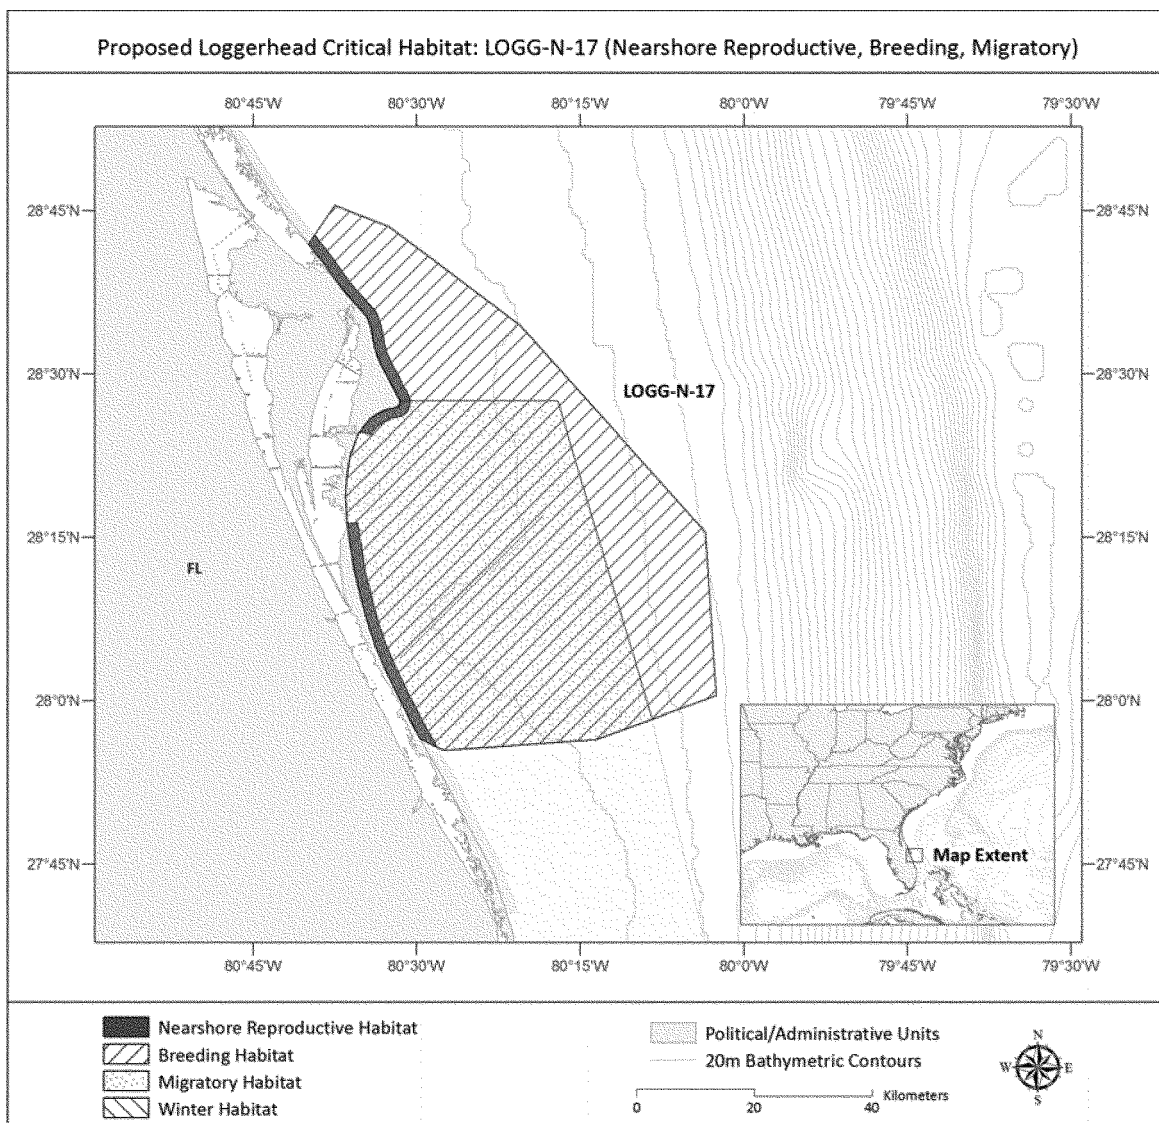 Proposed Loggerhead Critical Habitat: LOGG-N-17 (Nearshore Reproductive, Breeding, Migratory)
80°45'W 80°30'W 80°15'W 80°0'W 79°45'W 79°30'W
28°45'N 28°45'N
28°30'N 28°30'N
LOGG-N-17
28°15'N 28°15'N
FL
28°0'N 28°0'N
Map Extent
27°45'N 27°45'N
80°45'W 80°30'W 80°15'W 80°0'W 79°45'W 79°30'W
Nearshore Reproductive Habitat
Breeding Habitat
Migratory Habitat
Winter Habitat
Political/Administrative Units
20m Bathymetric Contours
Kilometers
0 20 40
N
W E
S